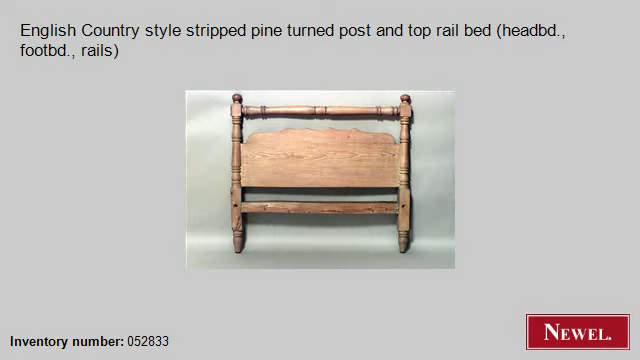 English Country style stripped pine turned post and top rail bed (headbd.,
footbd., rails)
Inventory number: 052833
NEWEL.